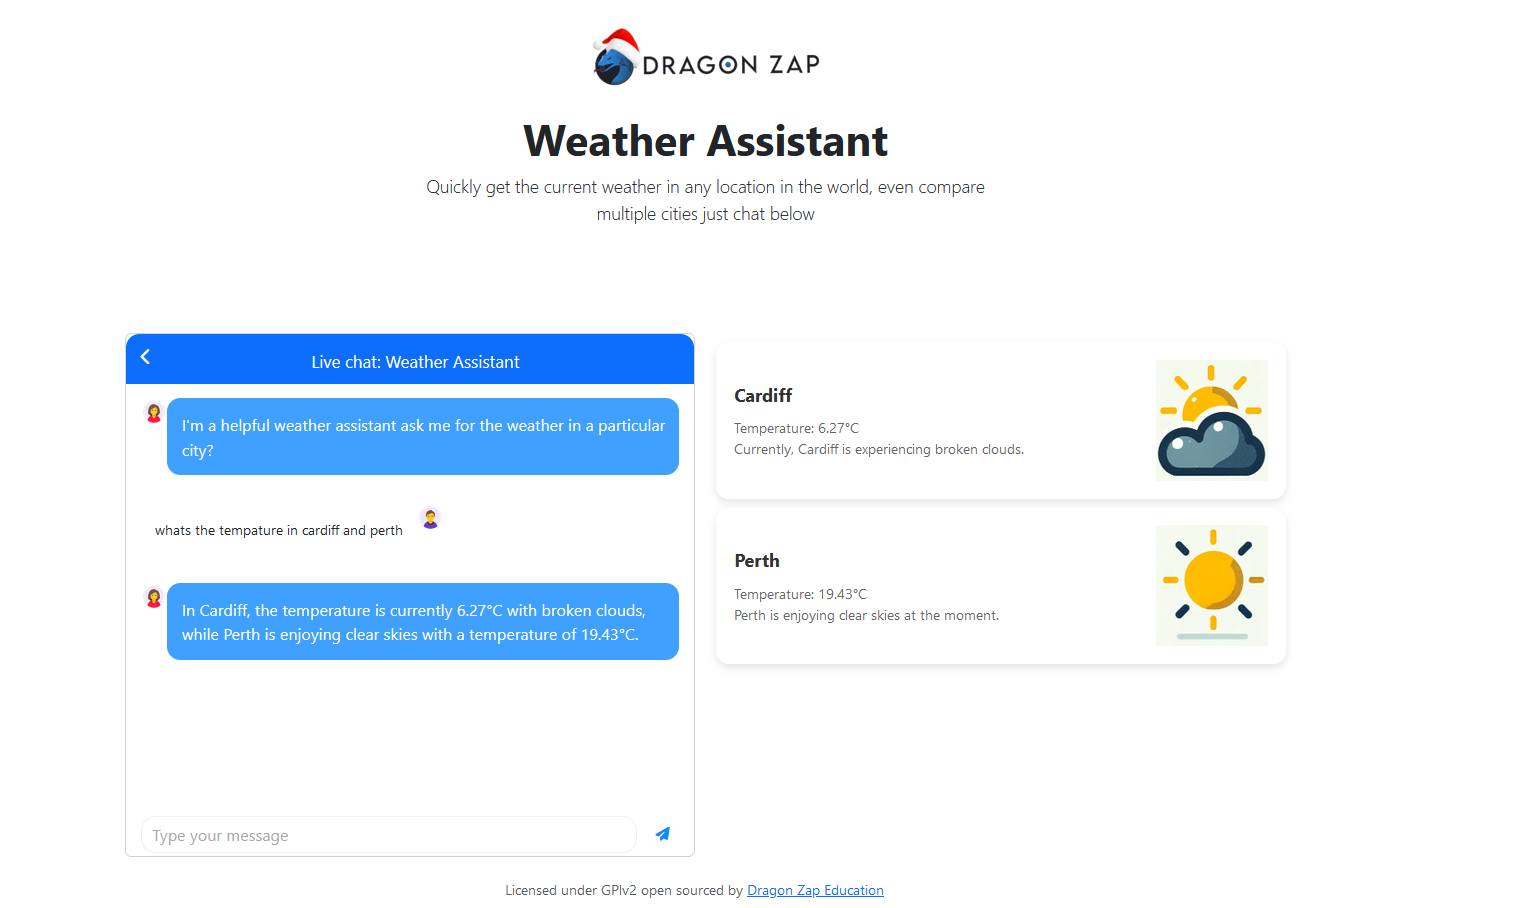 DRAGON ZAP
Weather Assistant
Quickly get the current weather in any location in the world, even compare
multiple cities just chat below
Live chat: Weather Assistant
I'm a helpful weather assistant ask me for the weather in a particular
city?
whats the tempature in cardiff and perth
In Cardiff, the temperature is currently 6.27°C with broken clouds,
while Perth is enjoying clear skies with a temperature of 19.43°C.
Type your message
Cardiff
Temperature: 6.27°C
Currently, Cardiff is experiencing broken clouds.
Perth
Temperature: 19.43°C
Perth is enjoying clear skies at the moment.
Licensed under GPlv2 open sourced by Dragon Zap Education